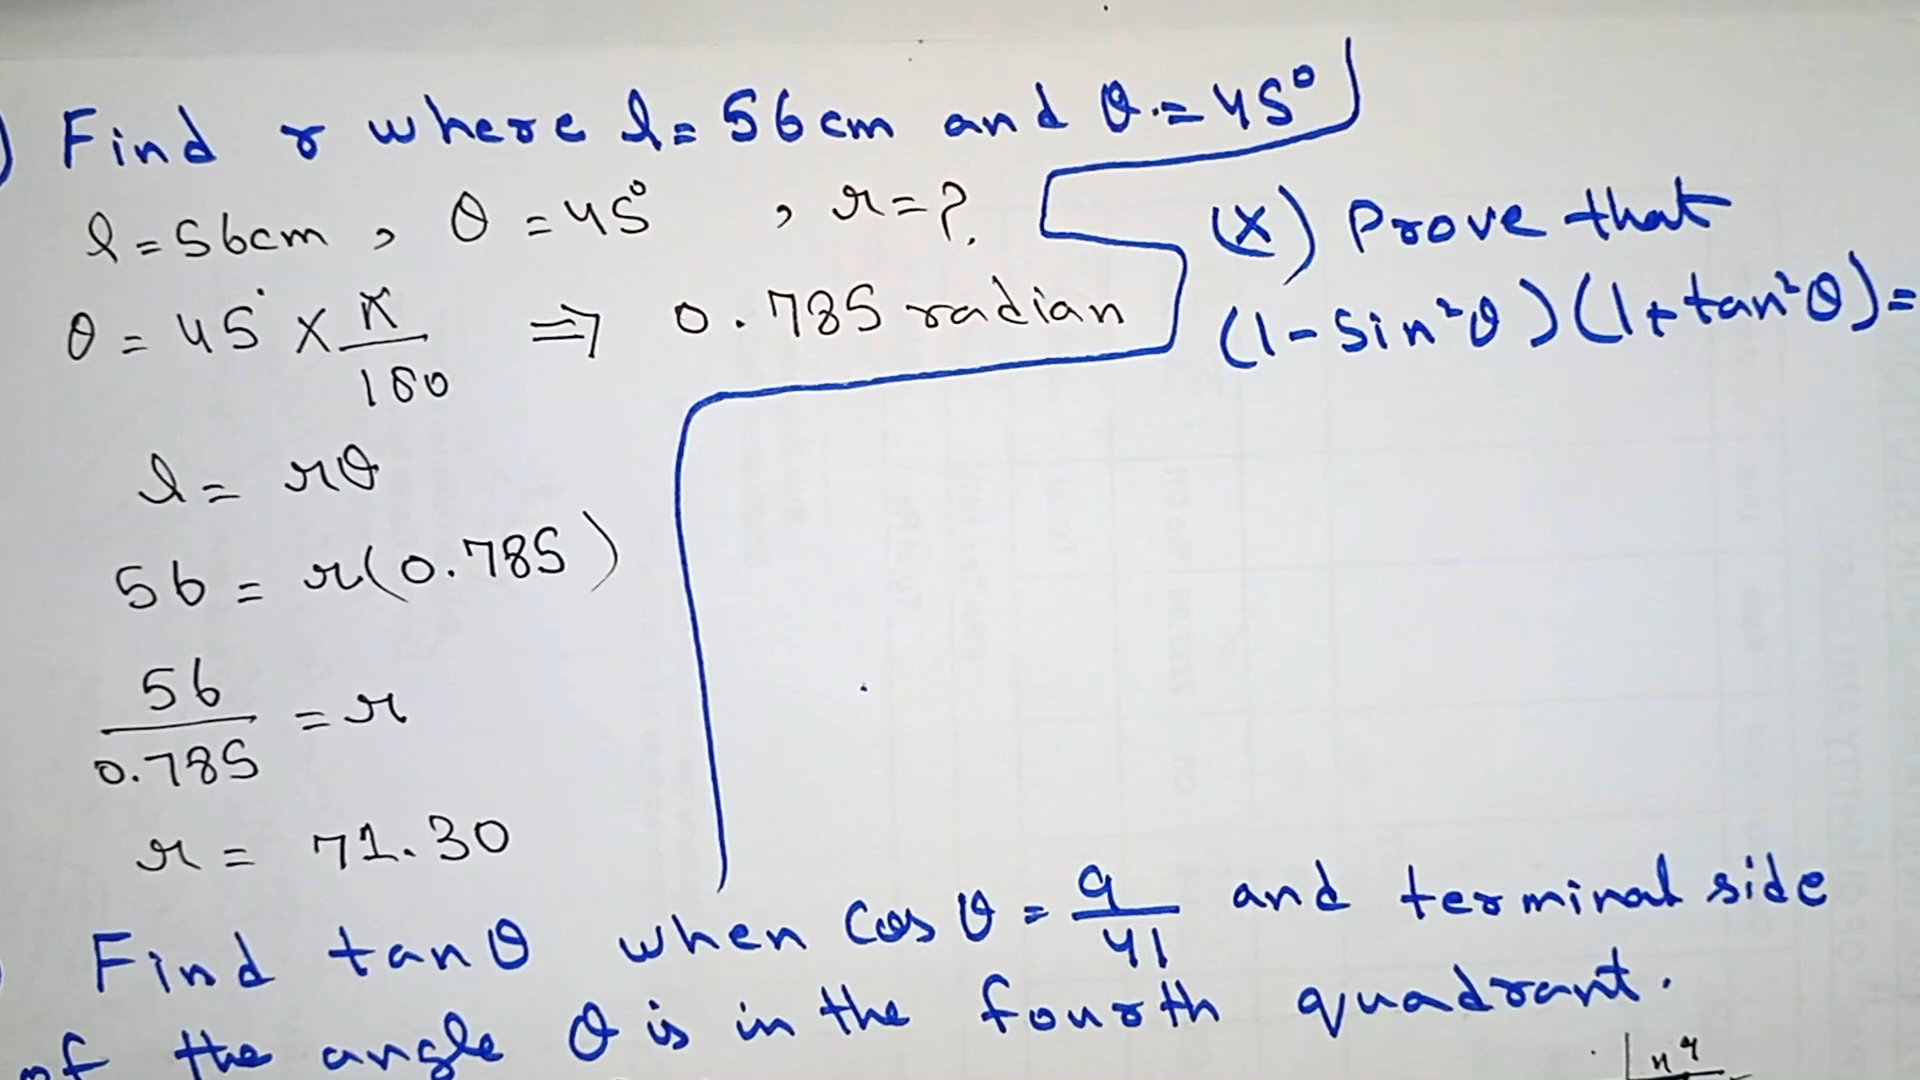 Find r where l = 56 cm and θ = 45°
l = 56cm , θ = 45° , r = ?
θ = 45° × π/180 ⇒ 0.785 radian
l = rθ
56 = r(0.785)
56/0.785 = r
r = 71.30
(x) Prove that
(1 - Sin²θ)(1 + tan²θ) =
Find tanθ when Cos θ = 9/41 and terminal side
of the angle θ is in the fourth quadrant.